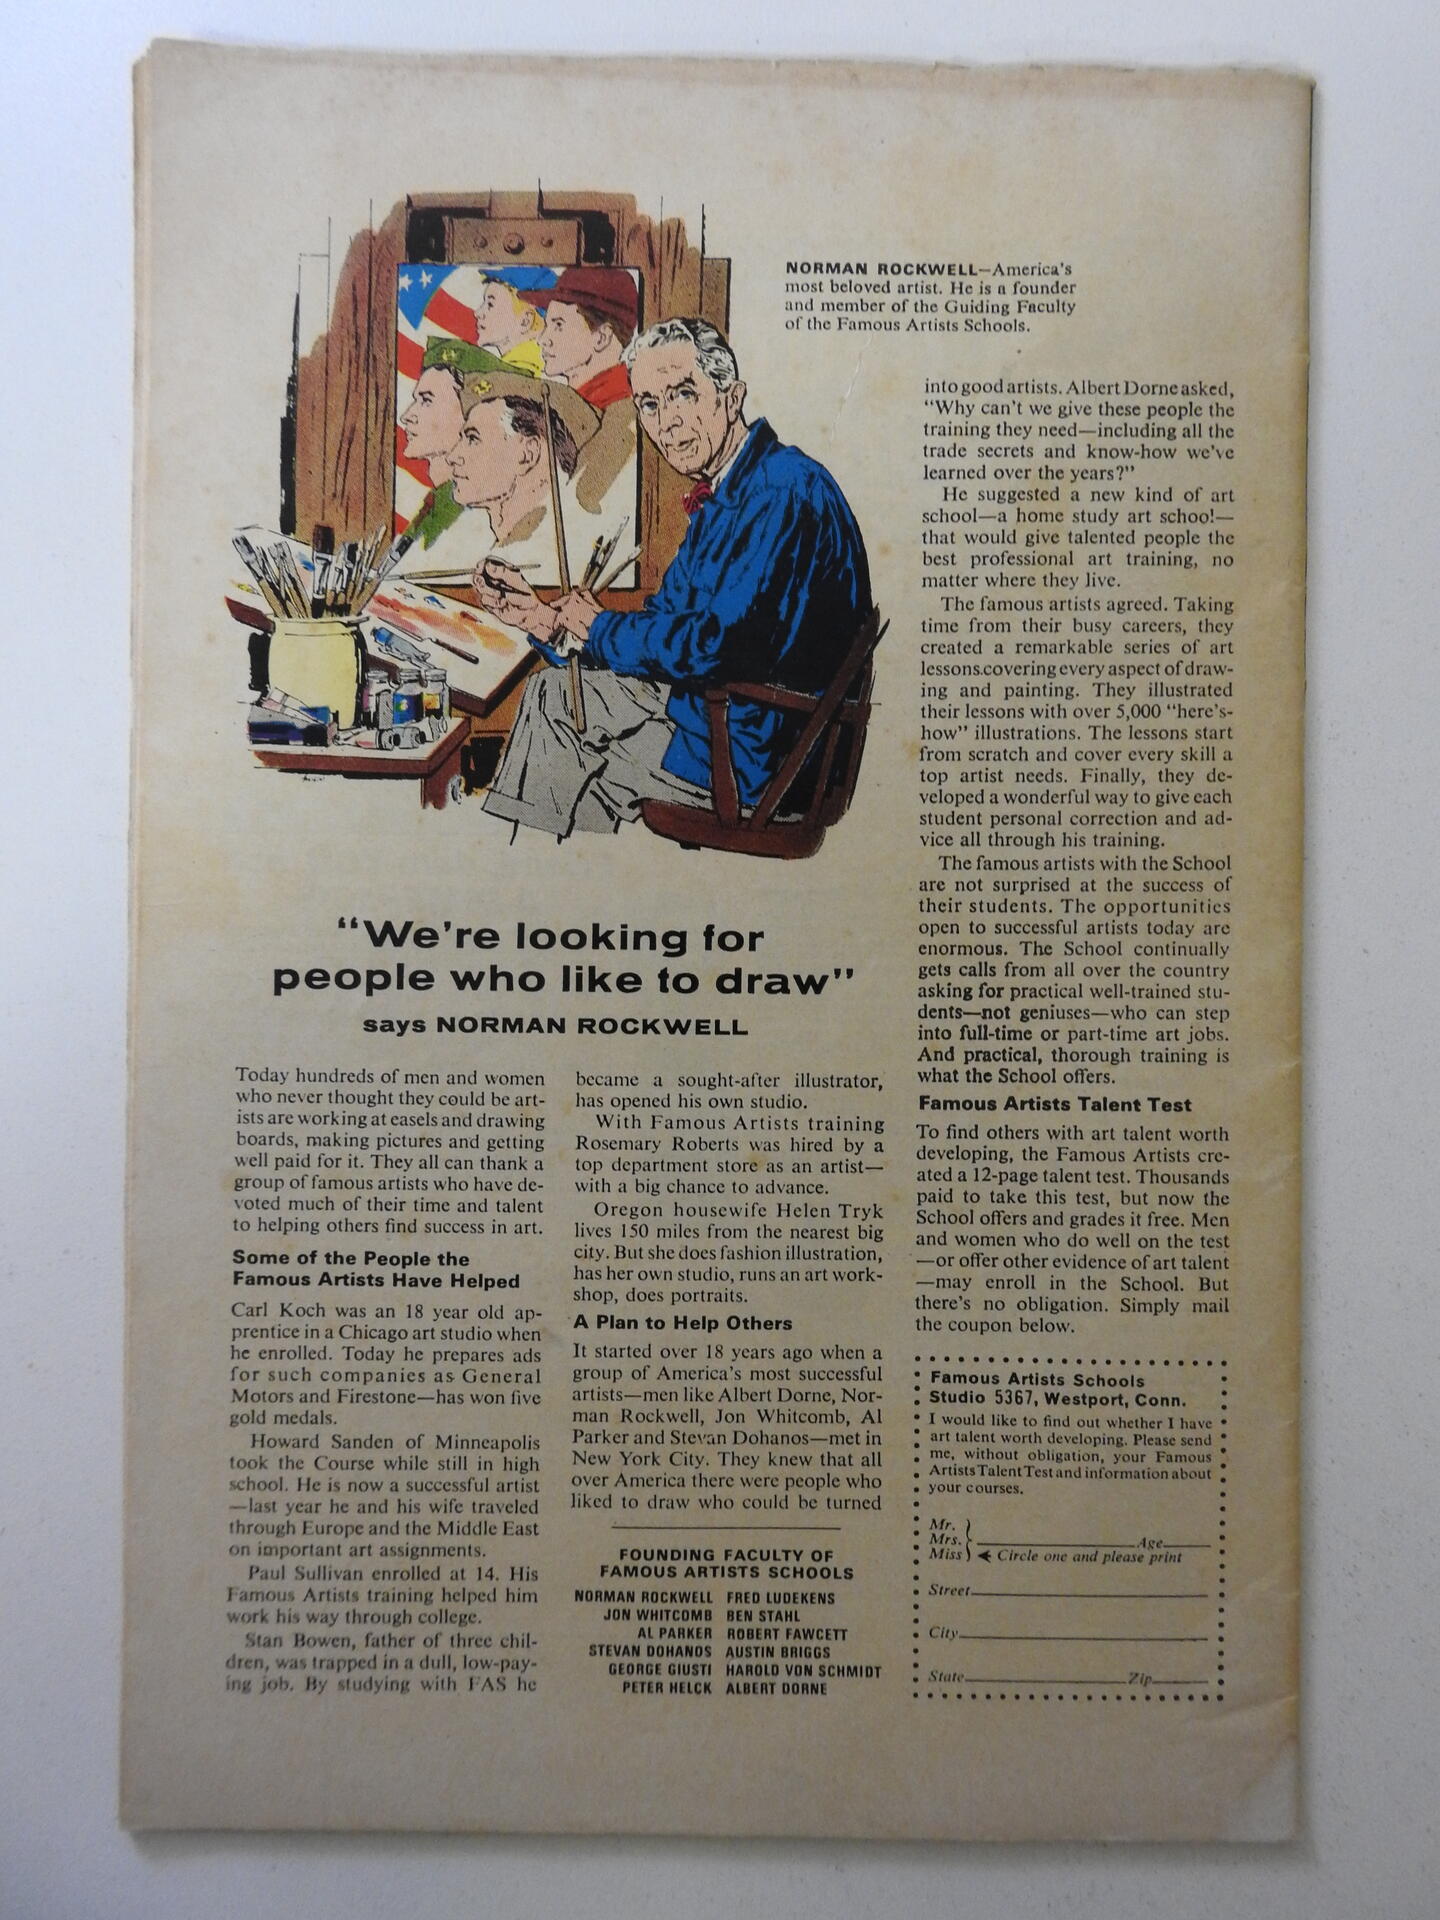 NORMAN ROCKWELL—America's
most beloved artist. He is a founder
and member of the Guiding Faculty
of the Famous Artists Schools.
"We're looking for
people who like to draw"
says NORMAN ROCKWELL
Today hundreds of men and women
who never thought they could be art-
ists are working at easels and drawing
boards, making pictures and getting
well paid for it. They all can thank a
group of famous artists who have de-
voted much of their time and talent
to helping others find success in art.
Some of the People the
Famous Artists Have Helped
Carl Koch was an 18 year old ap-
prentice in a Chicago art studio when
he enrolled. Today he prepares ads
for such companies as General
Motors and Firestone—has won five
gold medals.
Howard Sanden of Minneapolis
took the Course while still in high
school. He is now a successful artist
—last year he and his wife traveled
through Europe and the Middle East
on important art assignments.
Paul Sullivan enrolled at 14. His
Famous Artists training helped him
work his way through college.
Stan Bowen, father of three chil-
dren, was trapped in a dull, low-pay-
ing job. By studying with FAS he
became a sought-after illustrator,
has opened his own studio.
With Famous Artists training
Rosemary Roberts was hired by a
top department store as an artist—
with a big chance to advance.
Oregon housewife Helen Tryk
lives 150 miles from the nearest big
city. But she does fashion illustration,
has her own studio, runs an art work-
shop, does portraits.
A Plan to Help Others
It started over 18 years ago when a
group of America's most successful
artists—men like Albert Dorne, Nor-
man Rockwell, Jon Whitcomb, Al
Parker and Stevan Dohanos—met in
New York City. They knew that all
over America there were people who
liked to draw who could be turned
FOUNDING FACULTY OF
FAMOUS ARTISTS SCHOOLS
NORMAN ROCKWELL FRED LUDEKENS
JON WHITCOMB BEN STAHL
AL PARKER ROBERT FAWCETT
STEVAN DOHANOS AUSTIN BRIGGS
GEORGE GIUSTI HAROLD VON SCHMIDT
PETER HELCK ALBERT DORNE
into good artists. Albert Dorne asked,
"Why can't we give these people the
training they need—including all the
trade secrets and know-how we've
learned over the years?"
He suggested a new kind of art
school—a home study art school—
that would give talented people the
best professional art training, no
matter where they live.
The famous artists agreed. Taking
time from their busy careers, they
created a remarkable series of art
lessons covering every aspect of draw-
ing and painting. They illustrated
their lessons with over 5,000 "here's-
how" illustrations. The lessons start
from scratch and cover every skill a
top artist needs. Finally, they de-
veloped a wonderful way to give each
student personal correction and ad-
vice all through his training.
The famous artists with the School
are not surprised at the success of
their students. The opportunities
open to successful artists today are
enormous. The School continually
gets calls from all over the country
asking for practical well-trained stu-
dents—not geniuses—who can step
into full-time or part-time art jobs.
And practical, thorough training is
what the School offers.
Famous Artists Talent Test
To find others with art talent worth
developing, the Famous Artists cre-
ated a 12-page talent test. Thousands
paid to take this test, but now the
School offers and grades it free. Men
and women who do well on the test
—or offer other evidence of art talent
—may enroll in the School. But
there's no obligation. Simply mail
the coupon below.
Famous Artists Schools
Studio 5367, Westport, Conn.
I would like to find out whether I have
art talent worth developing. Please send
me, without obligation, your Famous
Artists Talent Test and information about
your courses.
Mr.
Mrs. Age
Miss Circle one and please print
Street
City
State Zip